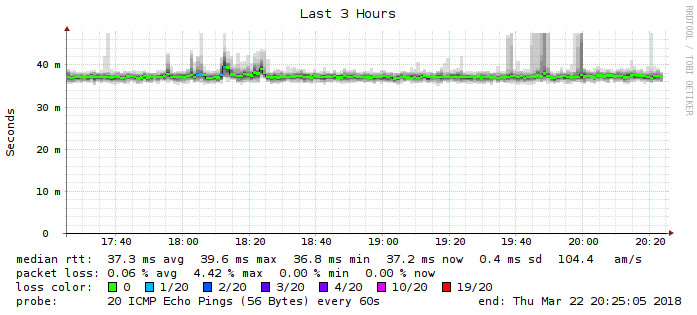 Last 3 Hours
RRDTOOL / TOBI OETIKER
Seconds
40 m
30 m
20 m
10 m
0
17:40 18:00 18:20 18:40 19:00 19:20 19:40 20:00 20:20
median rtt: 37.3 ms avg 39.6 ms max 36.8 ms min 37.2 ms now 0.4 ms sd 104.4 am/s
packet loss: 0.06 % avg 4.42 % max 0.00 % min 0.00 % now
loss color: 0 1/20 2/20 3/20 4/20 10/20 19/20
probe: 20 ICMP Echo Pings (56 Bytes) every 60s end: Thu Mar 22 20:25:05 2018